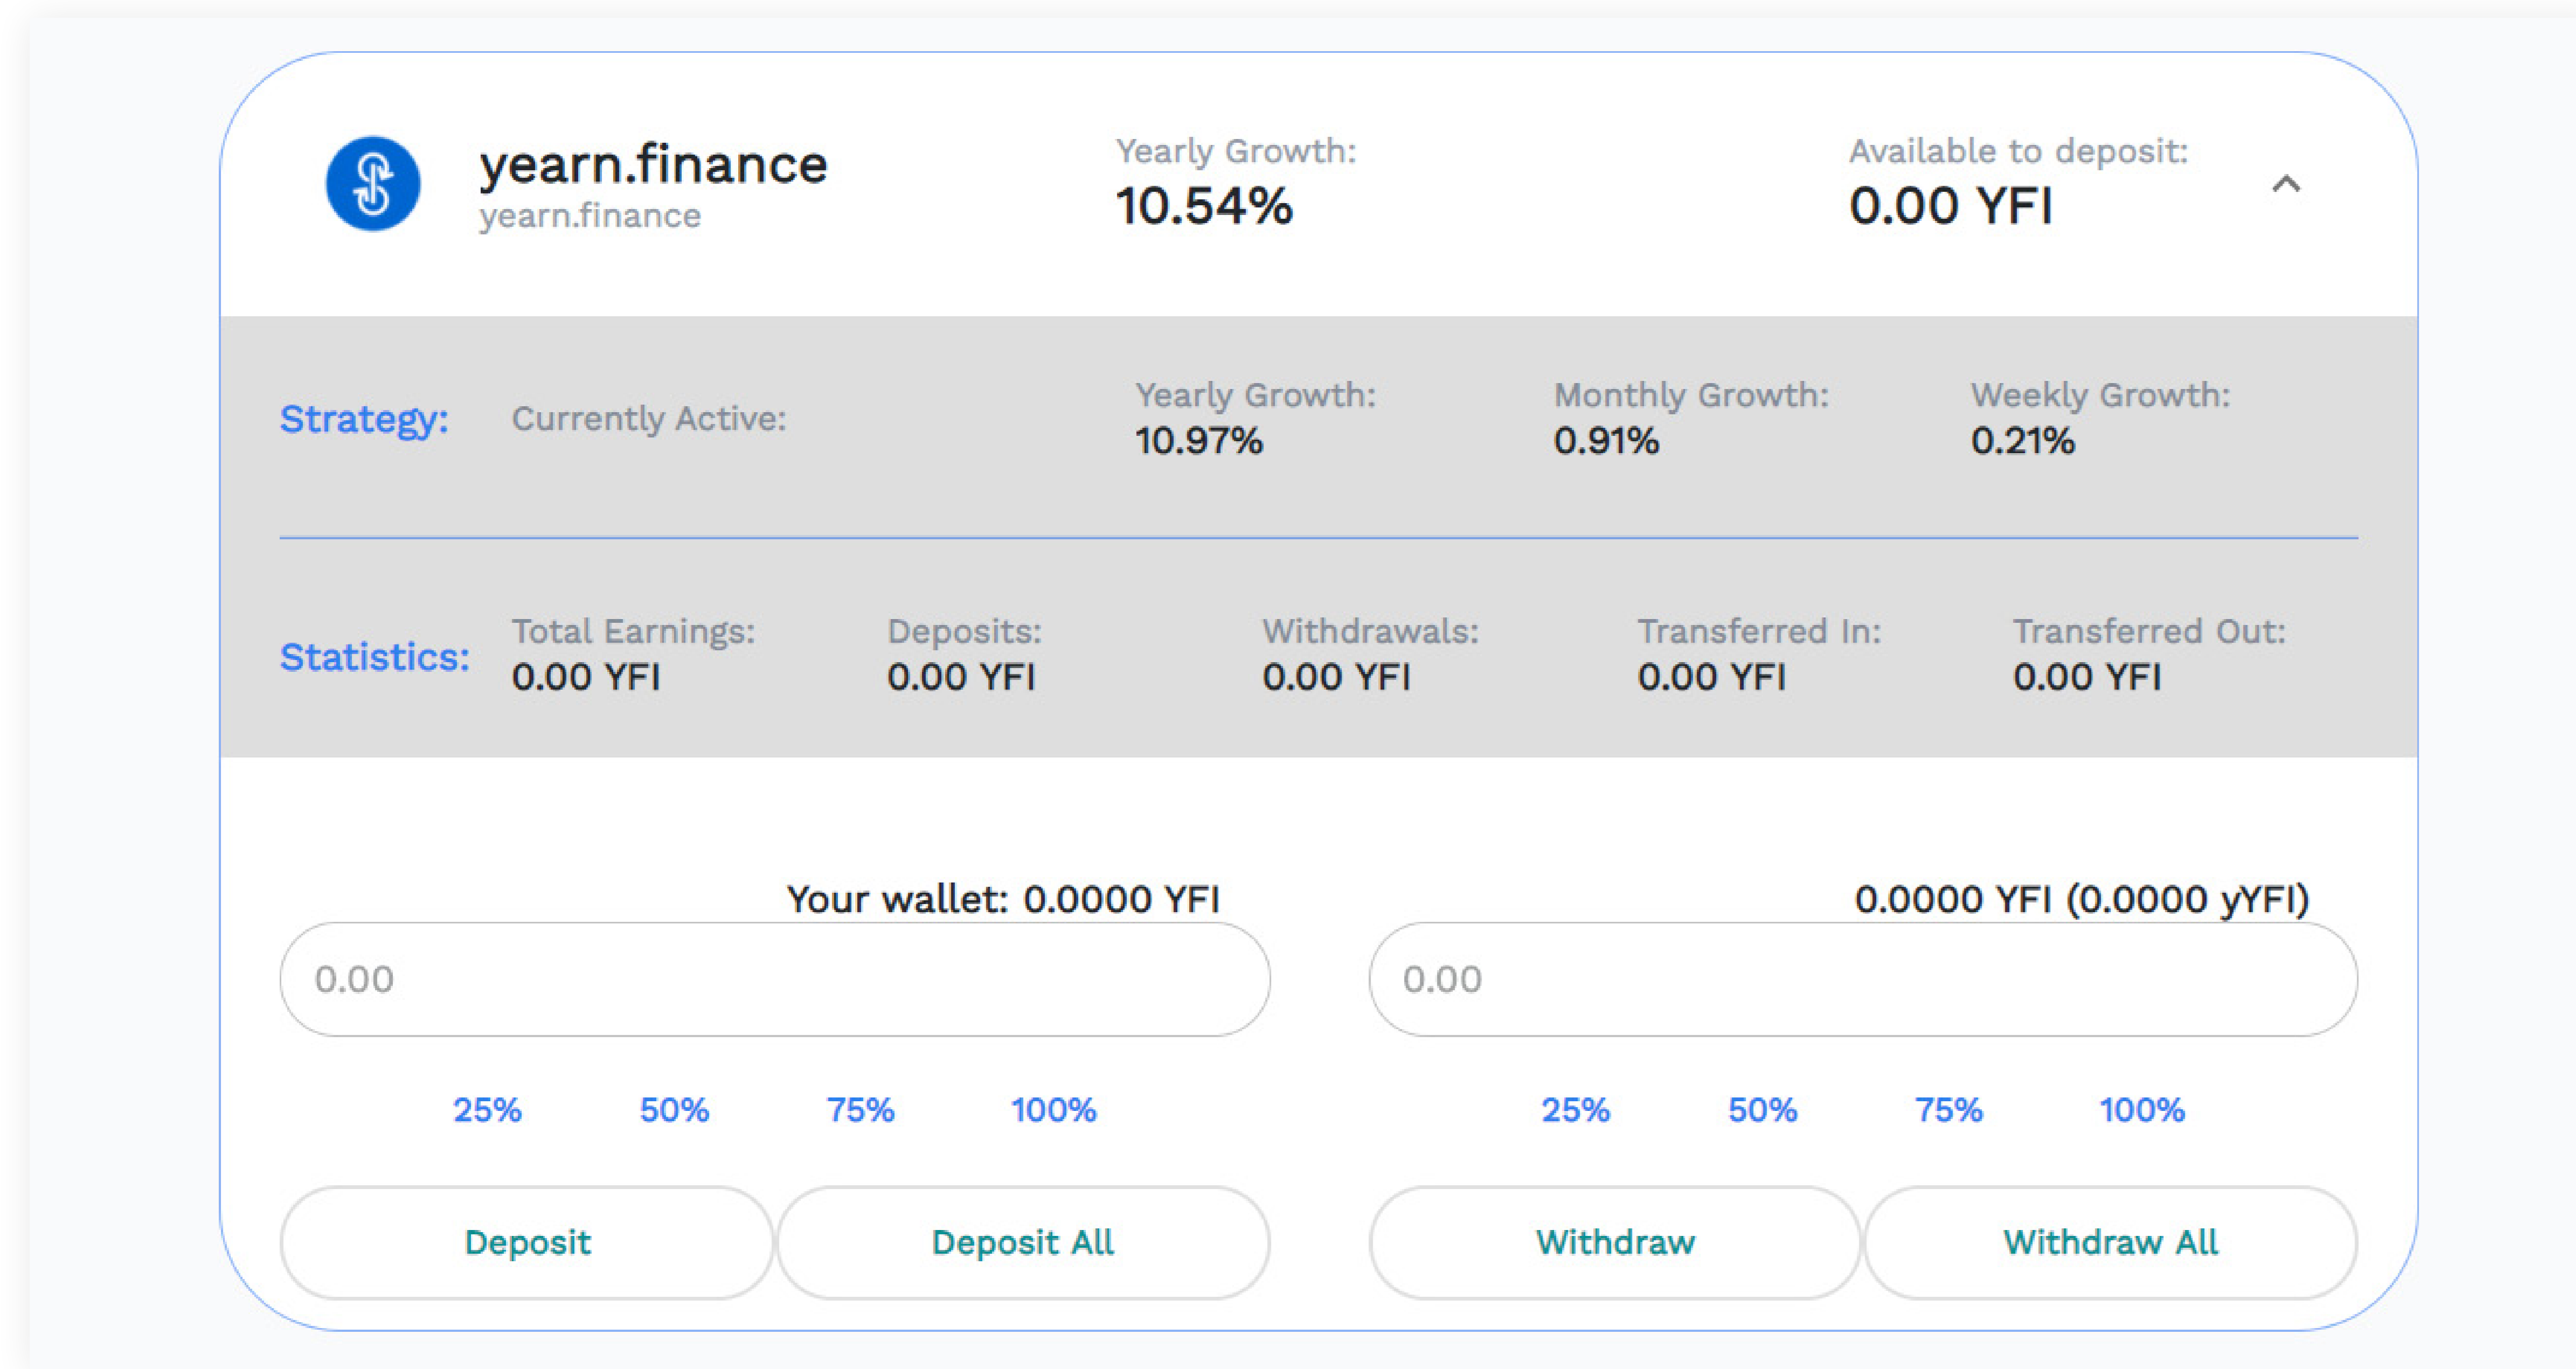 yearn.finance
yearn.finance
Yearly Growth:
10.54%
Available to deposit:
0.00 YFI
Strategy:
Currently Active:
Yearly Growth:
10.97%
Monthly Growth:
0.91%
Weekly Growth:
0.21%
Statistics:
Total Earnings:
0.00 YFI
Deposits:
0.00 YFI
Withdrawals:
0.00 YFI
Transferred In:
0.00 YFI
Transferred Out:
0.00 YFI
Your wallet: 0.0000 YFI
0.00
25% 50% 75% 100%
Deposit
Deposit All
0.0000 YFI (0.0000 yYFI)
0.00
25% 50% 75% 100%
Withdraw
Withdraw All